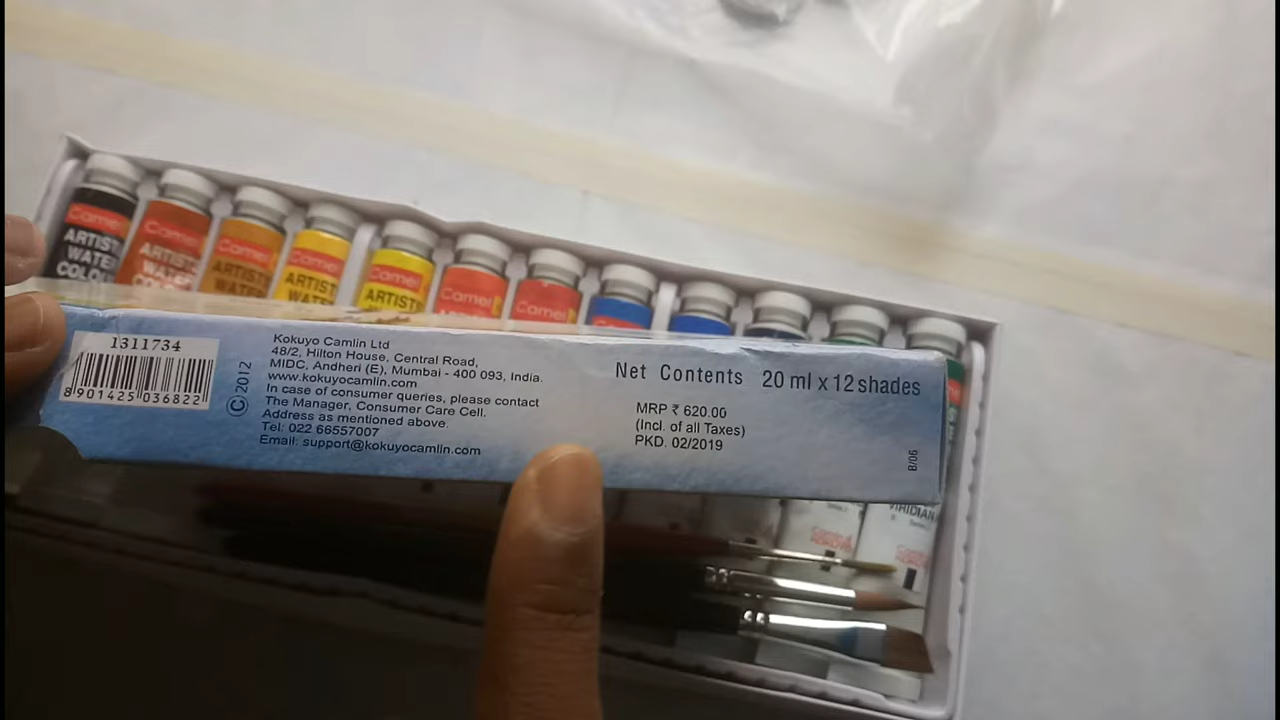 Camel
ARTIST
WATE
COLOU
Camel
ARTIST
WATER
COLOU
Camel
ARTIST
WATER
Camel
ARTIST
WATER
Camel
ARTIST
Camel
Camel
1311734
8 901425 036822
© 2012
Kokuyo Camlin Ltd
48/2, Hilton House, Central Road,
MIDC, Andheri (E), Mumbai - 400 093, India.
www.kokuyocamlin.com
In case of consumer queries, please contact
The Manager, Consumer Care Cell.
Address as mentioned above.
Tel: 022 66557007
Email: support@kokuyocamlin.com
Net Contents 20 ml x 12 shades
MRP ₹ 620.00
(Incl. of all Taxes)
PKD. 02/2019
B/06
VIRIDIAN